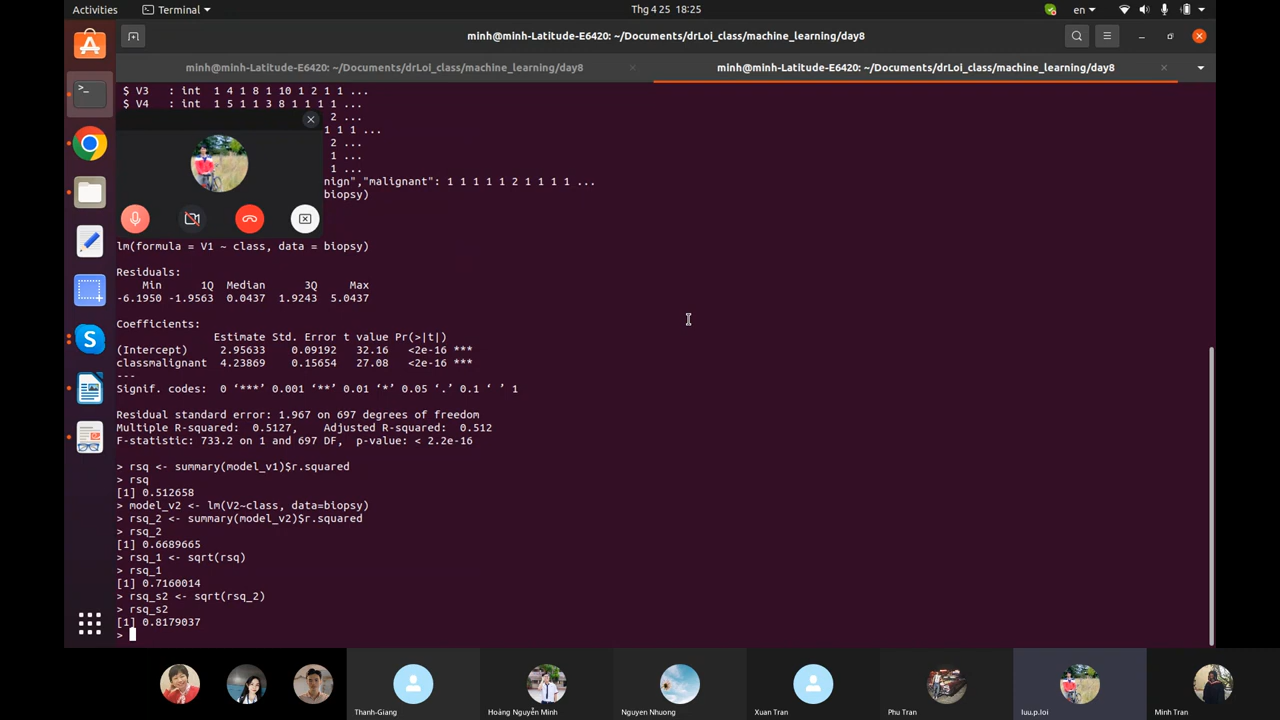 Activities
Terminal
Thg 4 25 18:25
en
minh@minh-Latitude-E6420: ~/Documents/drLoi_class/machine_learning/day8
minh@minh-Latitude-E6420: ~/Documents/drLoi_class/machine_learning/day8
minh@minh-Latitude-E6420: ~/Documents/drLoi_class/machine_learning/day8
$ V3 : int 1 4 1 8 1 10 1 2 1 1 ...
$ V4 : int 1 5 1 1 3 8 1 1 1 1 ...
2 ...
1 1 1 ...
2 ...
1 ...
1 ...
nign","malignant": 1 1 1 1 1 2 1 1 1 1 ...
biopsy)
lm(formula = V1 ~ class, data = biopsy)
Residuals:
Min 1Q Median 3Q Max
-6.1950 -1.9563 0.0437 1.9243 5.0437
Coefficients:
Estimate Std. Error t value Pr(>|t|)
(Intercept) 2.95633 0.09192 32.16 <2e-16 ***
classmalignant 4.23869 0.15654 27.08 <2e-16 ***
---
Signif. codes: 0 ‘***’ 0.001 ‘**’ 0.01 ‘*’ 0.05 ‘.’ 0.1 ‘ ’ 1
Residual standard error: 1.967 on 697 degrees of freedom
Multiple R-squared: 0.5127, Adjusted R-squared: 0.512
F-statistic: 733.2 on 1 and 697 DF, p-value: < 2.2e-16
> rsq <- summary(model_v1)$r.squared
> rsq
[1] 0.512658
> model_v2 <- lm(V2~class, data=biopsy)
> rsq_2 <- summary(model_v2)$r.squared
> rsq_2
[1] 0.6689665
> rsq_1 <- sqrt(rsq)
> rsq_1
[1] 0.7160014
> rsq_s2 <- sqrt(rsq_2)
> rsq_s2
[1] 0.8179037
>
Thanh-Giang
Hoàng Nguyễn Minh
Nguyen Nhuong
Xuan Tran
Phu Tran
luu.p.loi
Minh Tran